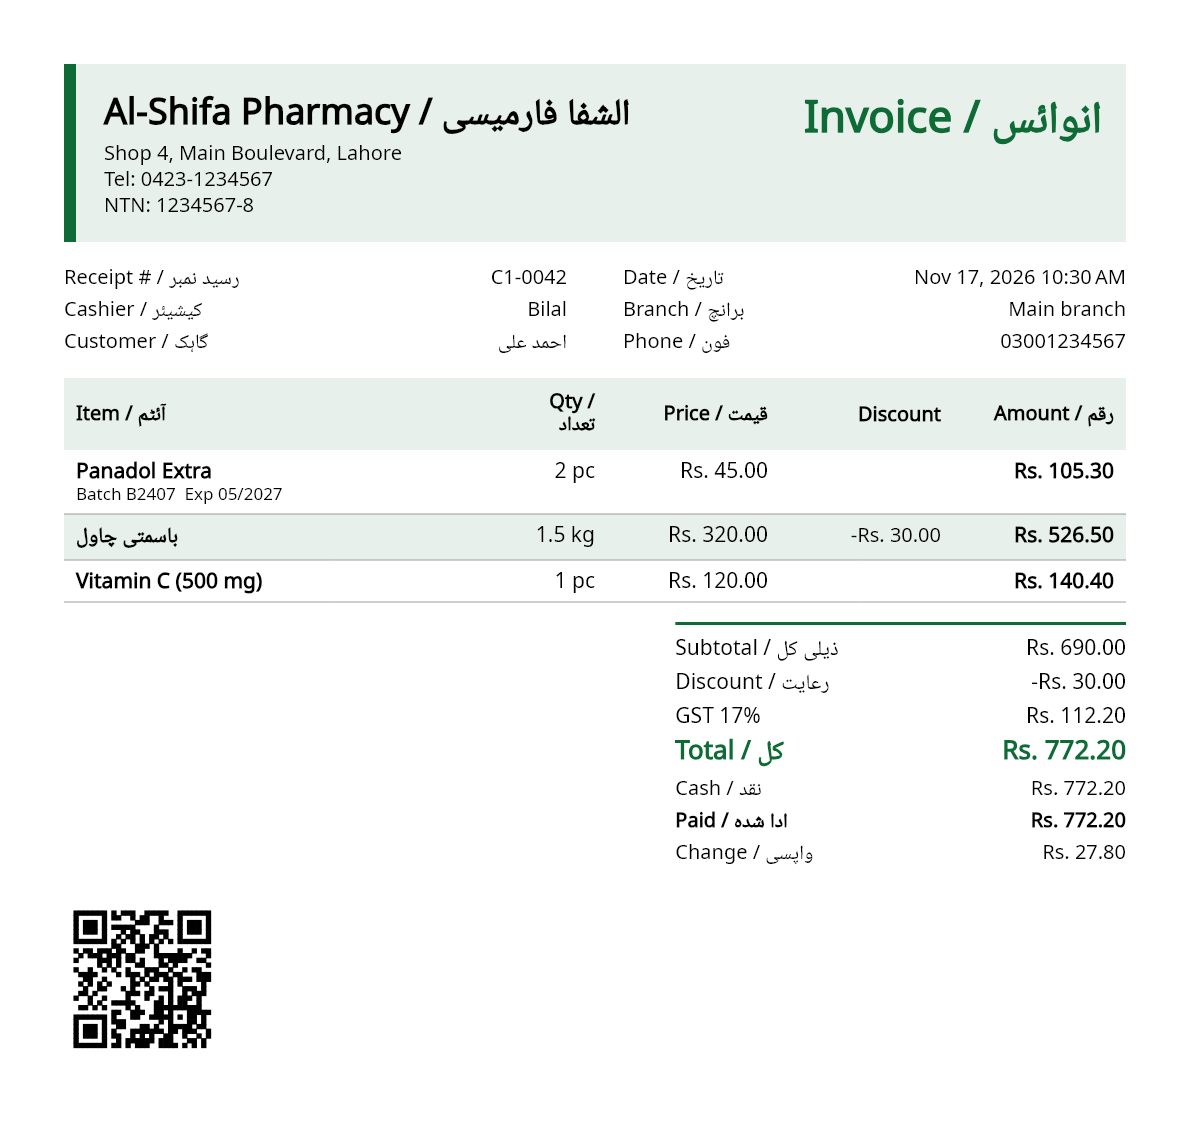 Al-Shifa Pharmacy / الشفا فارمیسی
Invoice / انوائس
Shop 4, Main Boulevard, Lahore
Tel: 0423-1234567
NTN: 1234567-8
Receipt # / رسید نمبر C1-0042 Date / تاریخ Nov 17, 2026 10:30 AM
Cashier / کیشیئر Bilal Branch / برانچ Main branch
Customer / گاہک احمد علی Phone / فون 03001234567
Item / آئٹم Qty / تعداد Price / قیمت Discount Amount / رقم
Panadol Extra 2 pc Rs. 45.00 Rs. 105.30
Batch B2407 Exp 05/2027
باسمتی چاول 1.5 kg Rs. 320.00 -Rs. 30.00 Rs. 526.50
Vitamin C (500 mg) 1 pc Rs. 120.00 Rs. 140.40
Subtotal / ذیلی کل Rs. 690.00
Discount / رعایت -Rs. 30.00
GST 17% Rs. 112.20
Total / کل Rs. 772.20
Cash / نقد Rs. 772.20
Paid / ادا شدہ Rs. 772.20
Change / واپسی Rs. 27.80